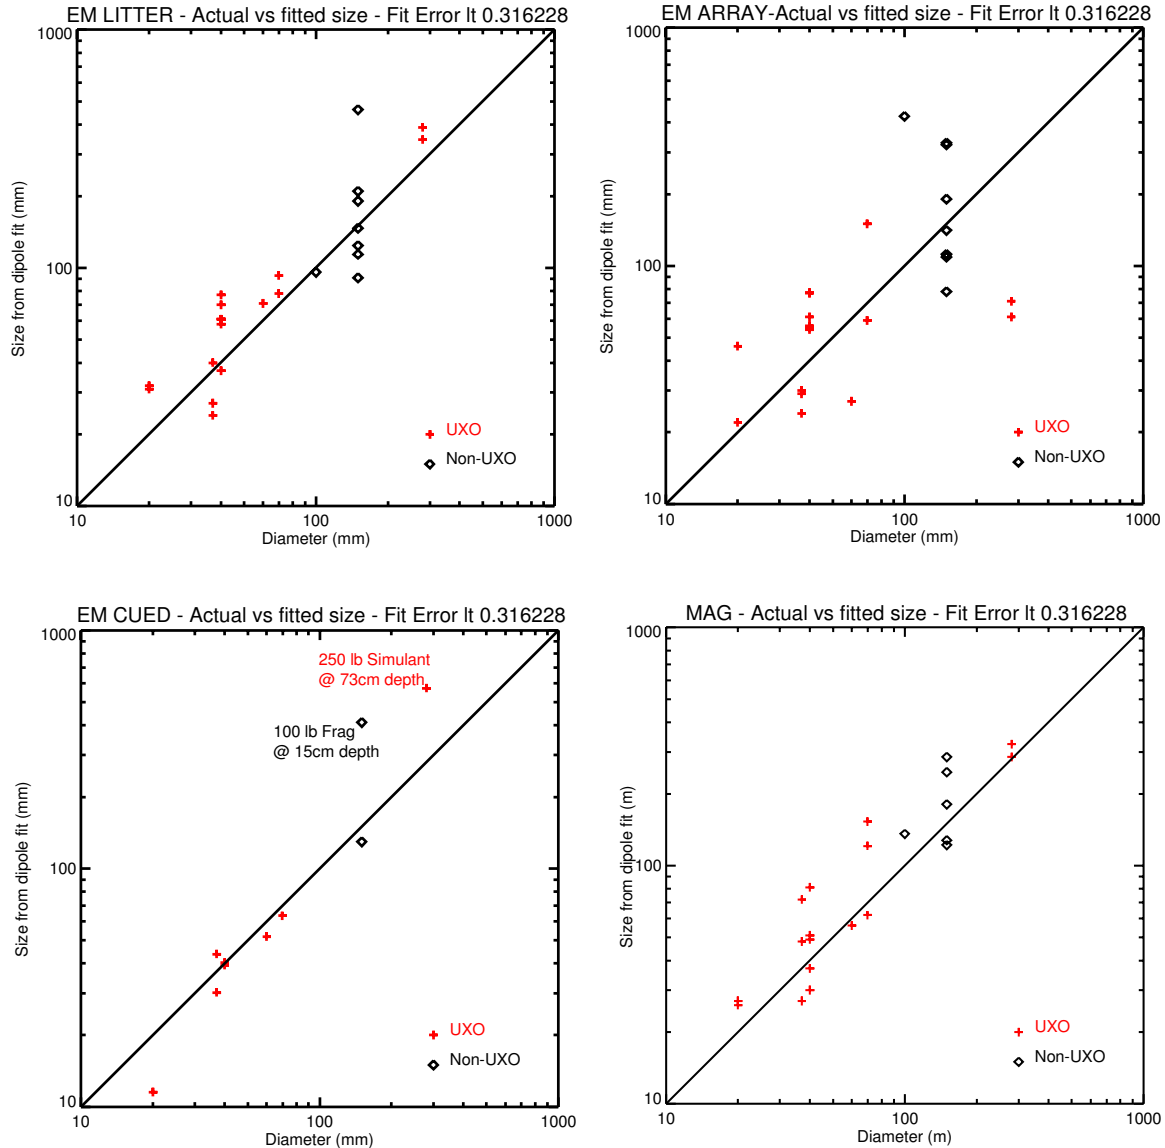 EM LITTER - Actual vs fitted size - Fit Error lt 0.316228
1000
100
10
Size from dipole fit (mm)
UXO
Non-UXO
10
100
1000
Diameter (mm)
EM ARRAY-Actual vs fitted size - Fit Error lt 0.316228
1000
100
10
Size from dipole fit (mm)
UXO
Non-UXO
10
100
1000
Diameter (mm)
EM CUED - Actual vs fitted size - Fit Error lt 0.316228
1000
100
10
Size from dipole fit (mm)
250 lb Simulant
@ 73cm depth
100 lb Frag
@ 15cm depth
UXO
Non-UXO
10
100
1000
Diameter (mm)
MAG - Actual vs fitted size - Fit Error lt 0.316228
1000
100
10
Size from dipole fit (m)
UXO
Non-UXO
10
100
1000
Diameter (m)